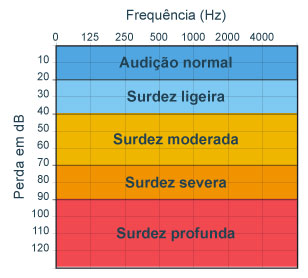 Frequência (Hz)
0 125 250 500 1000 2000 4000
Perda em dB
10
20
30
40
50
60
70
80
90
100
110
120
Audição normal
Surdez ligeira
Surdez moderada
Surdez severa
Surdez profunda